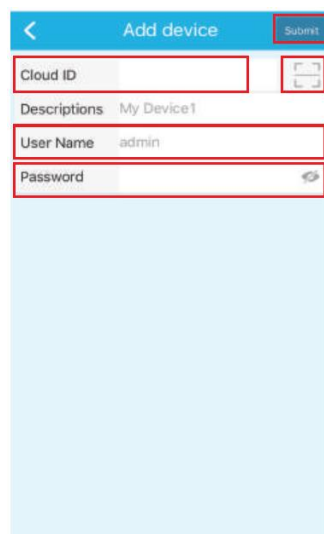 Add device Submit
Cloud ID
Descriptions My Device1
User Name admin
Password